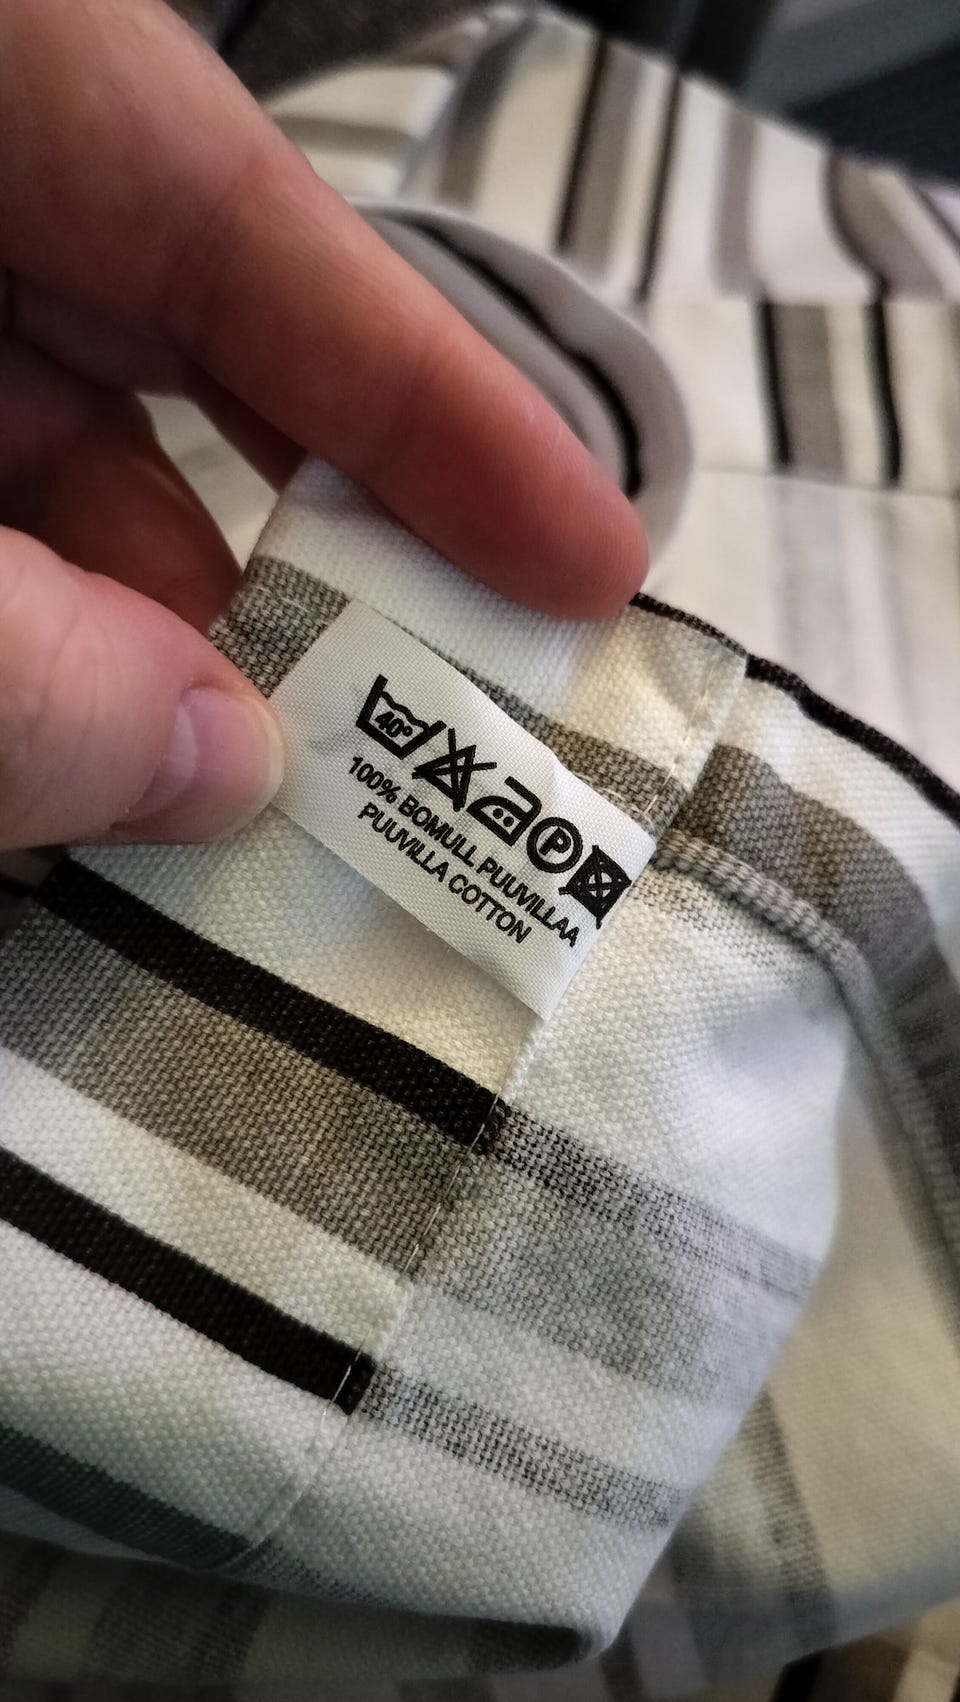 40°
P
100% BOMULL PUUVILLAA
PUUVILLA COTTON